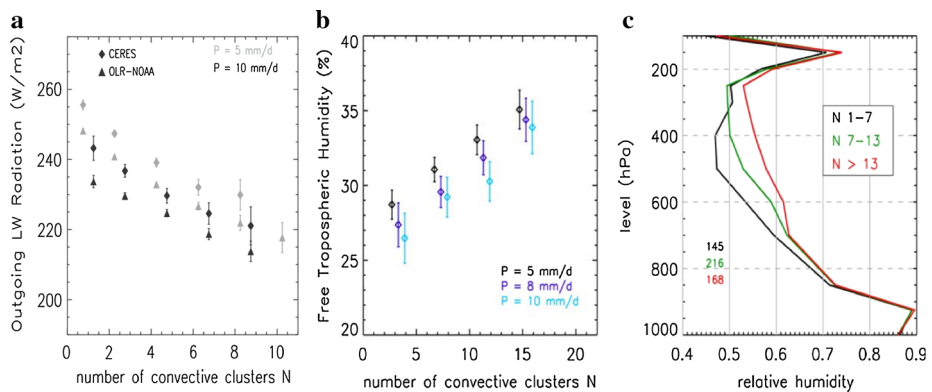 a
b
c
Outgoing LW Radiation (W/m2)
260
240
220
200
CERES
OLR-NOAA
P = 5 mm/d
P = 10 mm/d
0 2 4 6 8 10
number of convective clusters N
Free Tropospheric Humidity (%)
40
35
30
25
20
P = 5 mm/d
P = 8 mm/d
P = 10 mm/d
0 5 10 15 20
number of convective clusters N
level (hPa)
200
400
600
800
1000
N 1-7
N 7-13
N > 13
145
216
168
0.4 0.5 0.6 0.7 0.8 0.9
relative humidity